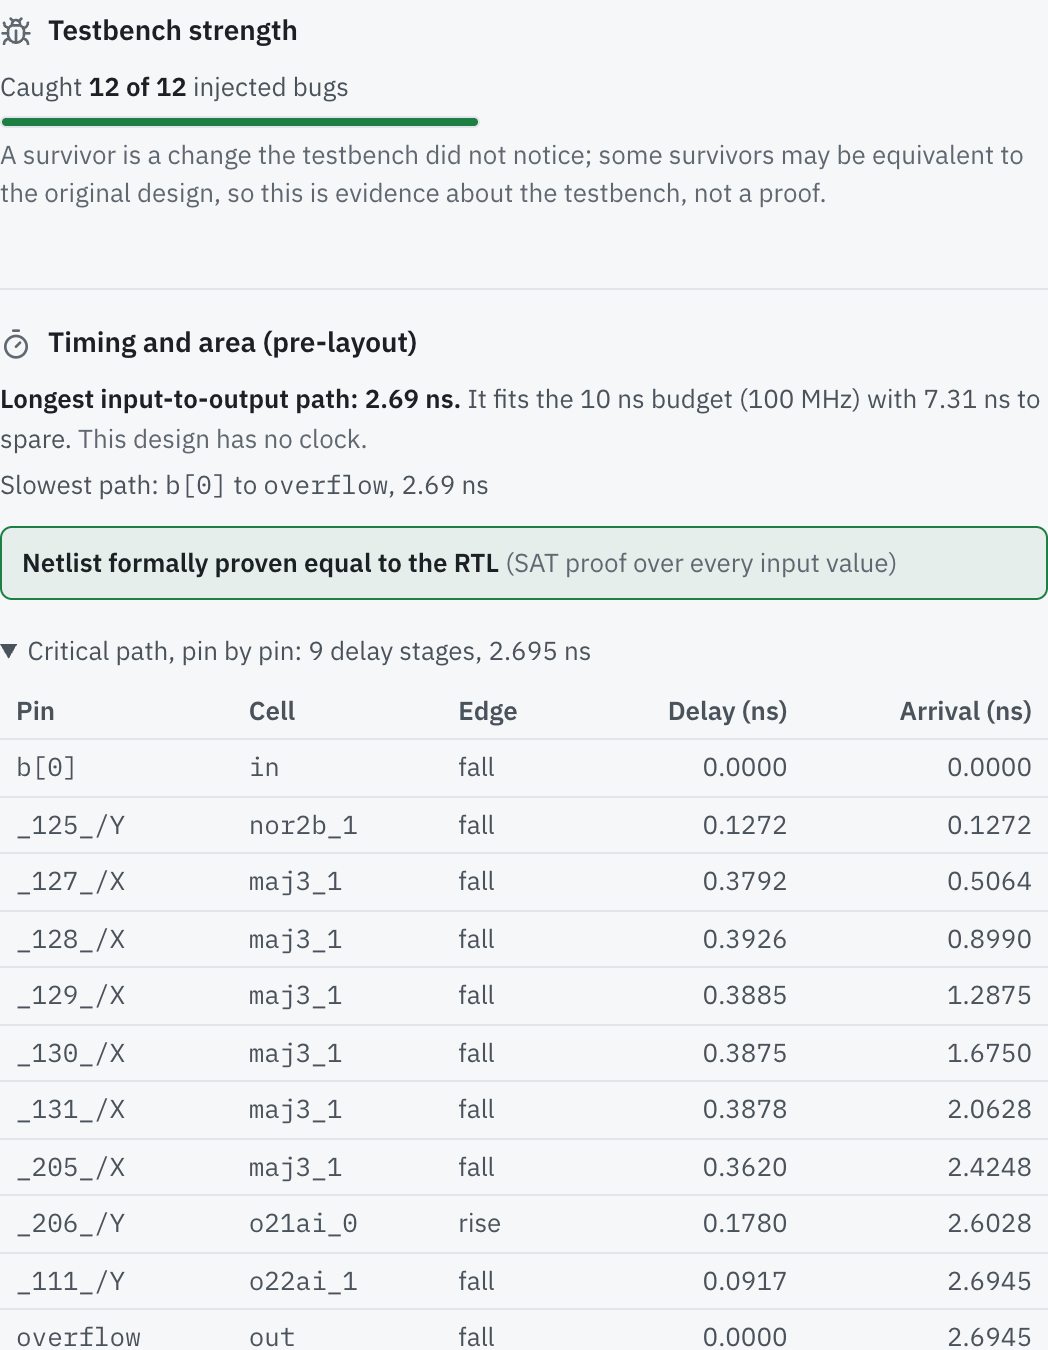 Testbench strength
Caught 12 of 12 injected bugs
A survivor is a change the testbench did not notice; some survivors may be equivalent to
the original design, so this is evidence about the testbench, not a proof.
Timing and area (pre-layout)
Longest input-to-output path: 2.69 ns. It fits the 10 ns budget (100 MHz) with 7.31 ns to
spare. This design has no clock.
Slowest path: b[0] to overflow, 2.69 ns
Netlist formally proven equal to the RTL (SAT proof over every input value)
▼ Critical path, pin by pin: 9 delay stages, 2.695 ns
Pin Cell Edge Delay (ns) Arrival (ns)
b[0] in fall 0.0000 0.0000
_125_/Y nor2b_1 fall 0.1272 0.1272
_127_/X maj3_1 fall 0.3792 0.5064
_128_/X maj3_1 fall 0.3926 0.8990
_129_/X maj3_1 fall 0.3885 1.2875
_130_/X maj3_1 fall 0.3875 1.6750
_131_/X maj3_1 fall 0.3878 2.0628
_205_/X maj3_1 fall 0.3620 2.4248
_206_/Y o21ai_0 rise 0.1780 2.6028
_111_/Y o22ai_1 fall 0.0917 2.6945
overflow out fall 0.0000 2.6945